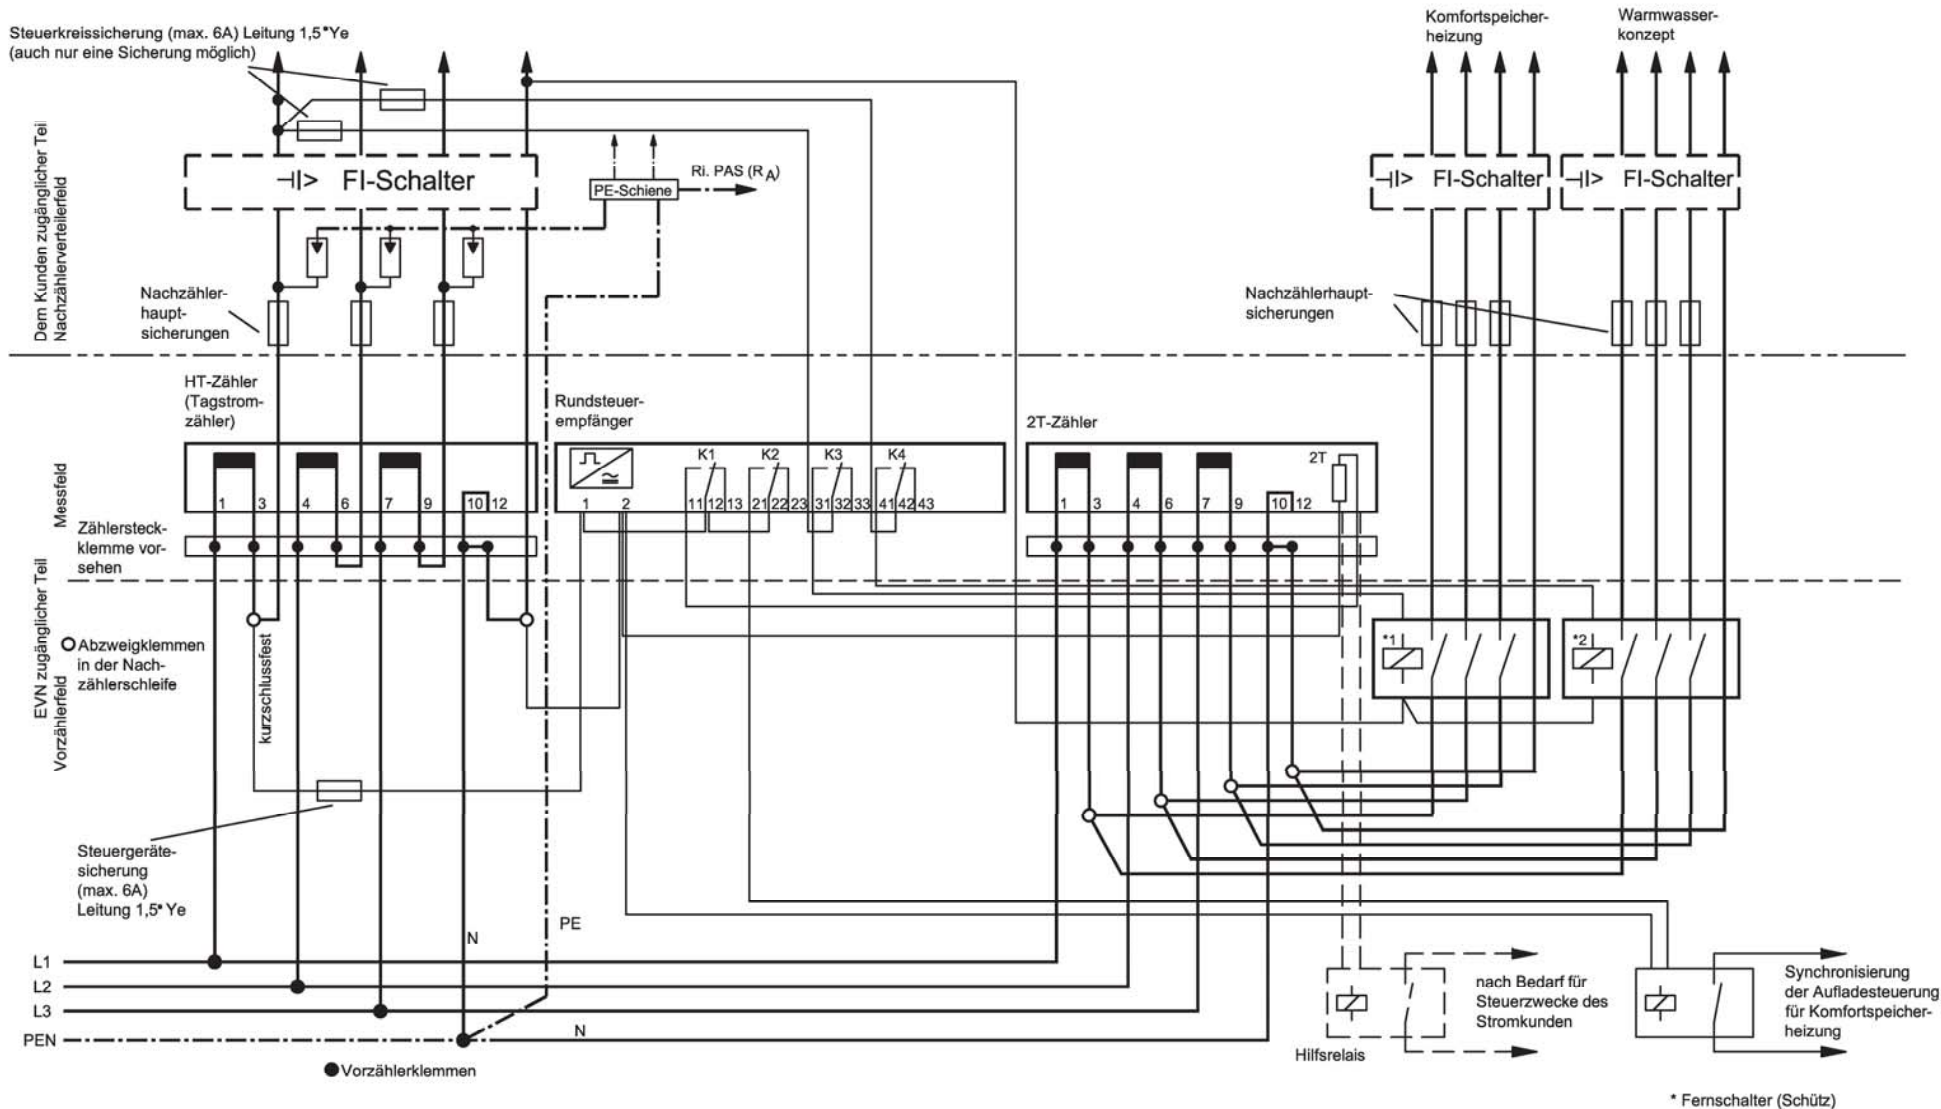 Steuerkreissicherung (max. 6A) Leitung 1,5*Ye
(auch nur eine Sicherung möglich)
Komfortspeicher-
heizung
Warmwasser-
konzept
Dem Kunden zugänglicher Teil
Nachzählerverteilerfeld
FI-Schalter
PE-Schiene
Ri. PAS (RA)
FI-Schalter
FI-Schalter
Nachzähler-
haupt-
sicherungen
Nachzählerhaupt-
sicherungen
HT-Zähler
(Tagstrom-
zähler)
Rundsteuer-
empfänger
2T-Zähler
Messfeld
K1 K2 K3 K4
2T
1 3 4 6 7 9 10 12
1 2 11 12 13 21 22 23 31 32 33 41 42 43
1 3 4 6 7 9 10 12
Zählersteck-
klemme vor-
sehen
EVN zugänglicher Teil
Vorzählerfeld
Abzweigklemmen
in der Nach-
zählerschleife
kurzschlussfest
*1
*2
Steuergeräte-
sicherung
(max. 6A)
Leitung 1,5*Ye
PE
N
L1
L2
L3
PEN
N
Vorzählerklemmen
Hilfsrelais
nach Bedarf für
Steuerzwecke des
Stromkunden
Synchronisierung
der Aufladesteuerung
für Komfortspeicher-
heizung
* Fernschalter (Schütz)